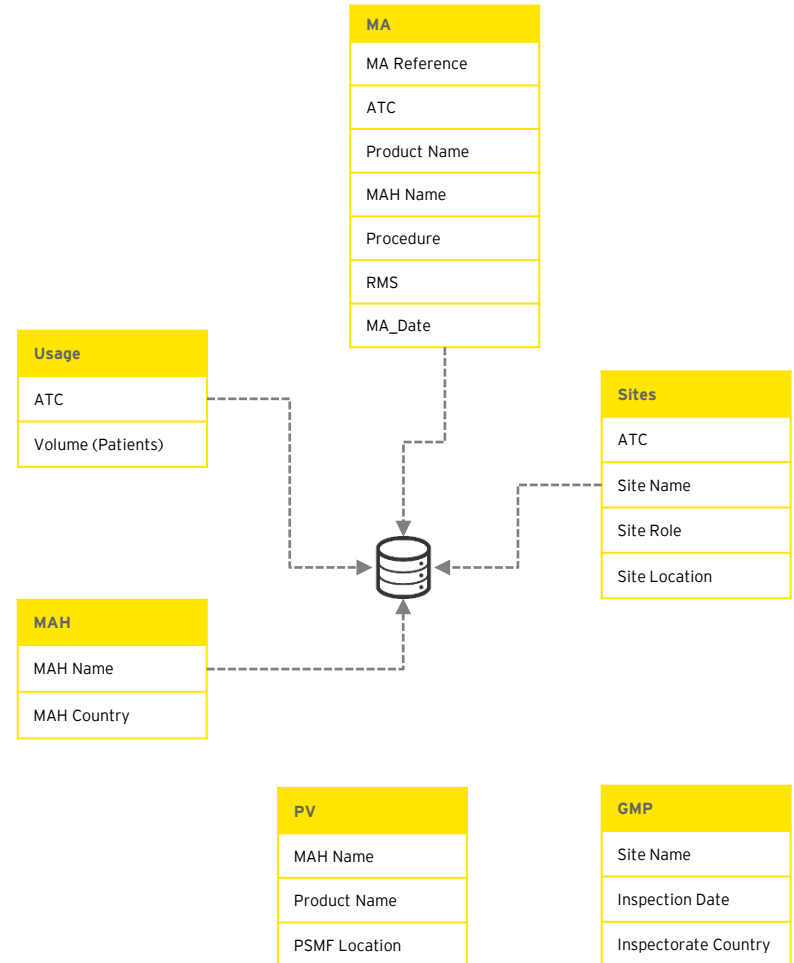 MA
MA Reference
ATC
Product Name
MAH Name
Procedure
RMS
MA_Date
Usage
ATC
Volume (Patients)
Sites
ATC
Site Name
Site Role
Site Location
MAH
MAH Name
MAH Country
PV
MAH Name
Product Name
PSMF Location
GMP
Site Name
Inspection Date
Inspectorate Country